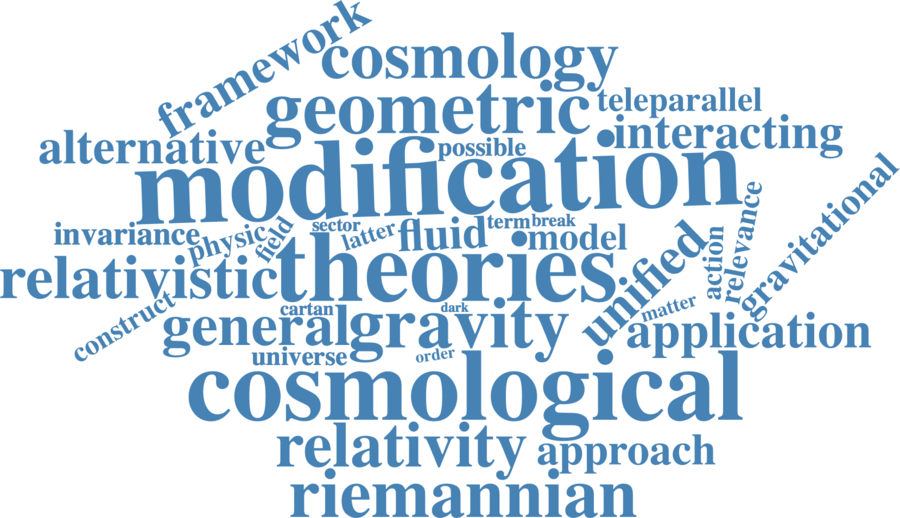 framework
cosmology
geometric
teleparallel
alternative
possible
interacting
modification
invariance
physic
field
sector
latter
fluid
term
break
model
unified
action
relevance
gravitational
relativistic
theories
construct
cartan
dark
matter
general
gravity
application
universe
order
cosmological
relativity
approach
riemannian